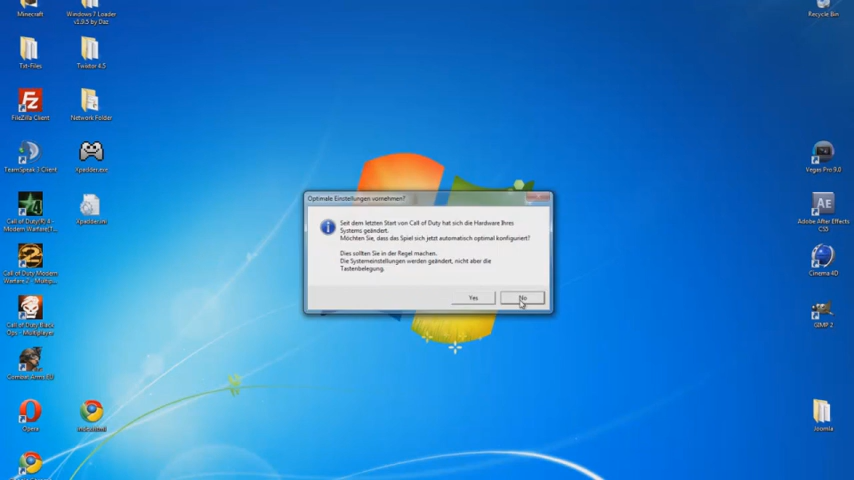 Minecraft
Windows 7 Loader
v1.9.5 by Daz
Recycle Bin
Txt-Files
Twixtor 4.5
FileZilla Client
Network Folder
TeamSpeak 3 Client
Xpadder.exe
Vegas Pro 9.0
Optimale Einstellungen vornehmen?
Seit dem letzten Start von Call of Duty hat sich die Hardware Ihres
Systems geändert.
Möchten Sie, dass das Spiel sich jetzt automatisch optimal konfiguriert?
Dies sollten Sie in der Regel machen.
Die Systemeinstellungen werden geändert, nicht aber die
Tastenbelegung.
Yes
No
Call of Duty(R) 4 -
Modern Warfare(T...
Xpadder.ini
Adobe After Effects
CS3
Call of Duty Modern
Warfare 2 - Multipl...
Cinema 4D
Call of Duty Black
Ops - Multiplayer
GIMP 2
Opera
Joomla